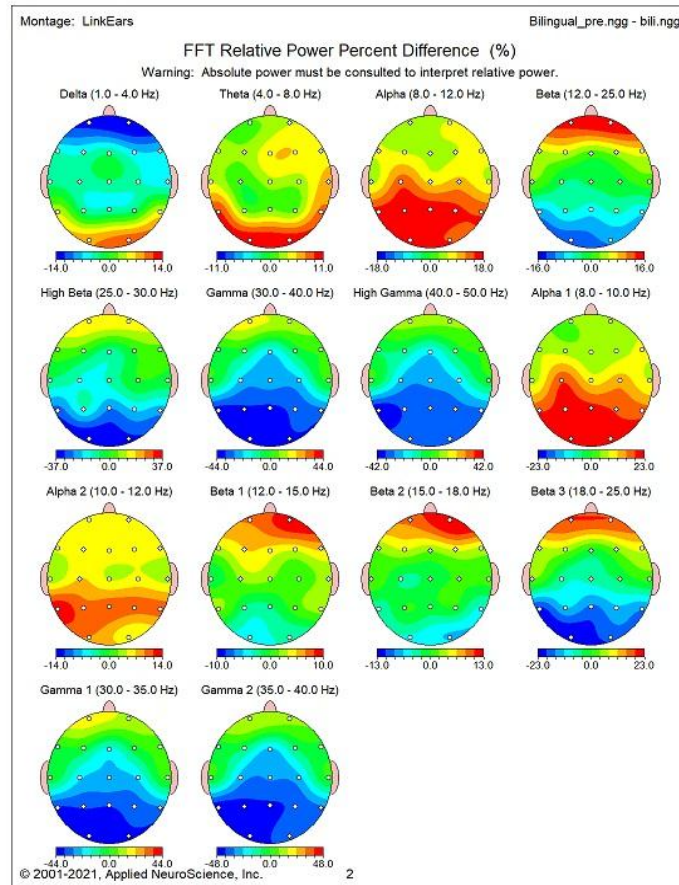 Montage: LinkEars Bilingual_pre.ngg - bili.ngg
FFT Relative Power Percent Difference (%)
Warning: Absolute power must be consulted to interpret relative power.
Delta (1.0 - 4.0 Hz) Theta (4.0 - 8.0 Hz) Alpha (8.0 - 12.0 Hz) Beta (12.0 - 25.0 Hz)
-14.0 0.0 14.0 -11.0 0.0 11.0 -18.0 0.0 18.0 -16.0 0.0 16.0
High Beta (25.0 - 30.0 Hz) Gamma (30.0 - 40.0 Hz) High Gamma (40.0 - 50.0 Hz) Alpha 1 (8.0 - 10.0 Hz)
-37.0 0.0 37.0 -44.0 0.0 44.0 -42.0 0.0 42.0 -23.0 0.0 23.0
Alpha 2 (10.0 - 12.0 Hz) Beta 1 (12.0 - 15.0 Hz) Beta 2 (15.0 - 18.0 Hz) Beta 3 (18.0 - 25.0 Hz)
-14.0 0.0 14.0 -10.0 0.0 10.0 -13.0 0.0 13.0 -23.0 0.0 23.0
Gamma 1 (30.0 - 35.0 Hz) Gamma 2 (35.0 - 40.0 Hz)
-44.0 0.0 44.0 -48.0 0.0 48.0
© 2001-2021, Applied NeuroScience, Inc. 2